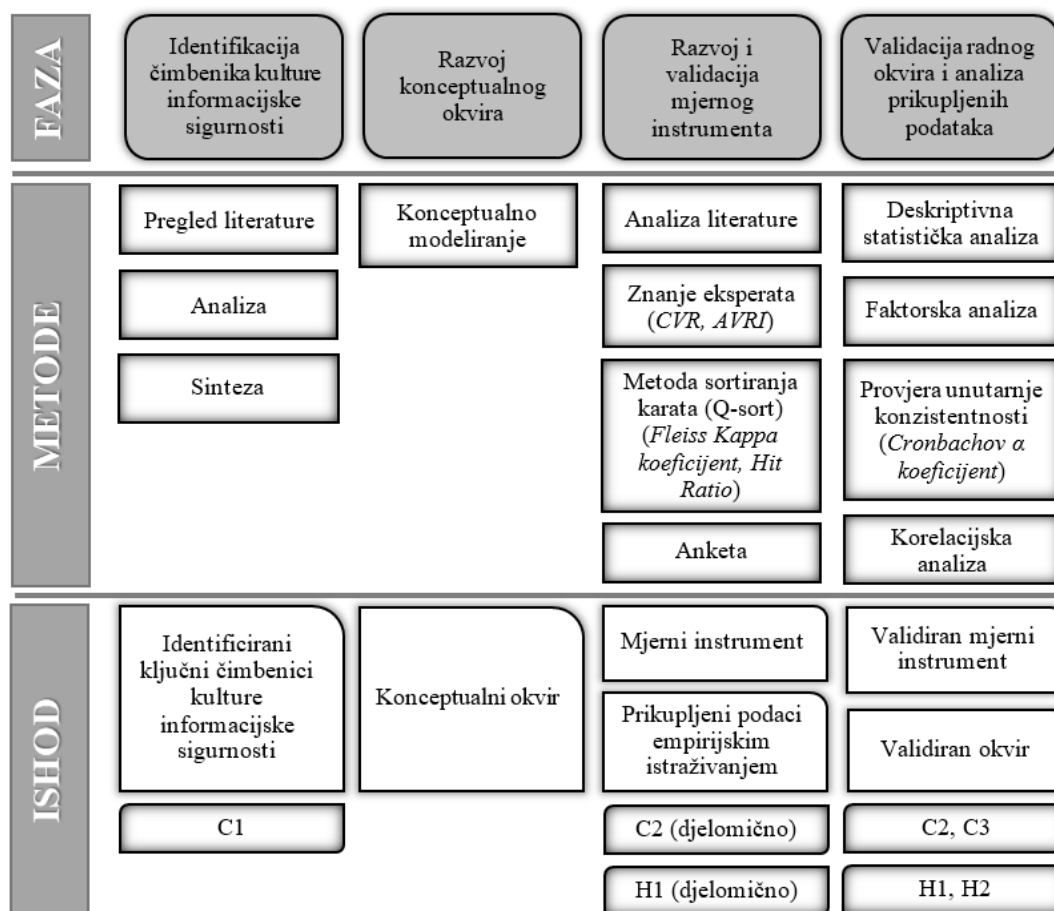 FAZA
Identifikacija
čimbenika kulture
informacijske
sigurnosti
Razvoj
konceptualnog
okvira
Razvoj i
validacija
mjernog
instrumenta
Validacija radnog
okvira i analiza
prikupljenih
podataka
METODE
Pregled literature
Analiza
Sinteza
Konceptualno
modeliranje
Analiza literature
Znanje eksperata
(CVR, AVRI)
Metoda sortiranja
karata (Q-sort)
(Fleiss Kappa
koeficijent, Hit
Ratio)
Anketa
Deskriptivna
statistička analiza
Faktorska analiza
Provjera unutarnje
konzistentnosti
(Cronbachov α
koeficijent)
Korelacijska
analiza
ISHOD
Identificirani
ključni čimbenici
kulture
informacijske
sigurnosti
C1
Konceptualni okvir
Mjerni instrument
Prikupljeni podaci
empirijskim
istraživanjem
C2 (djelomično)
H1 (djelomično)
Validiran mjerni
instrument
Validiran okvir
C2, C3
H1, H2